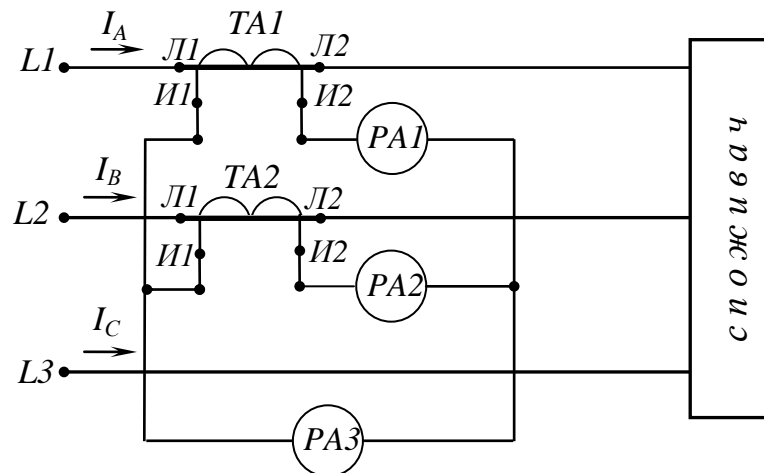 I_A TA1
L1 Л1 Л2
И1 И2
PA1
I_B TA2
L2 Л1 Л2
И1 И2
PA2
I_C
L3
PA3
споживач